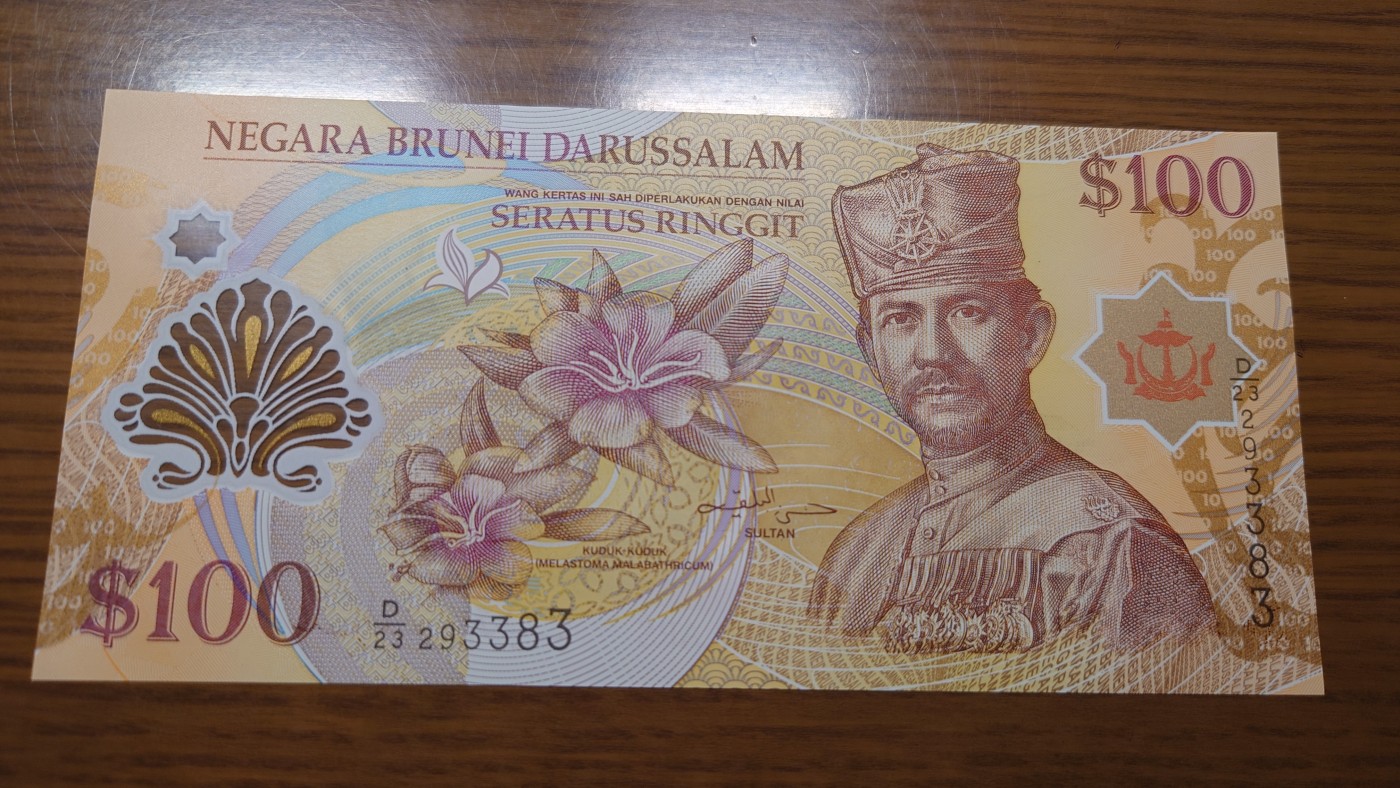 NEGARA BRUNEI DARUSSALAM
WANG KERTAS INI SAH DIPERLAKUKAN DENGAN NILAI
SERATUS RINGGIT
$100
D/23 293383
SULTAN
KUDUK-KUDUK
(MELASTOMA MALABATHRICUM)
$100
D/23 293383